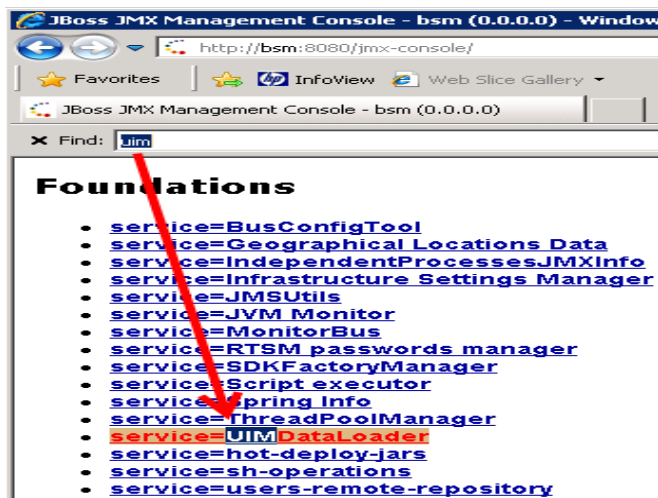 JBoss JMX Management Console - bsm (0.0.0.0) - Window
http://bsm:8080/jmx-console/
Favorites InfoView Web Slice Gallery
JBoss JMX Management Console - bsm (0.0.0.0)
Find: uim
Foundations
service=BusConfigTool
service=Geographical Locations Data
service=IndependentProcessesJMXInfo
service=Infrastructure Settings Manager
service=JMSUtils
service=JVM Monitor
service=MonitorBus
service=RTSM passwords manager
service=SDKFactoryManager
service=Script executor
service=Spring Info
service=ThreadPoolManager
service=UIMDataLoader
service=hot-deploy-jars
service=sh-operations
service=users-remote-repository